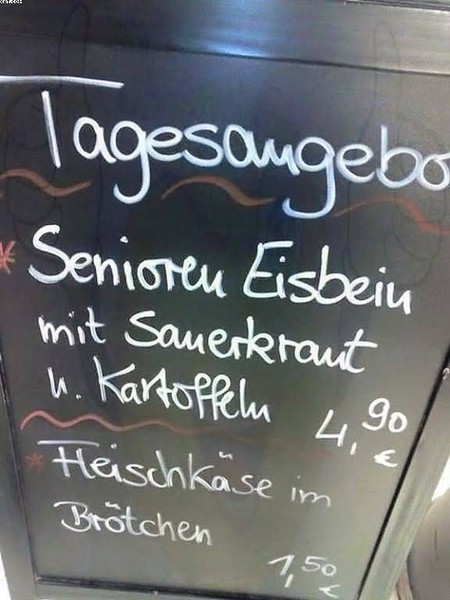 Tagesangebo
* Senioren Eisbein
mit Sauerkraut
u. Kartoffeln
4,90 €
* Fleischkäse im
Brötchen
1,50 €